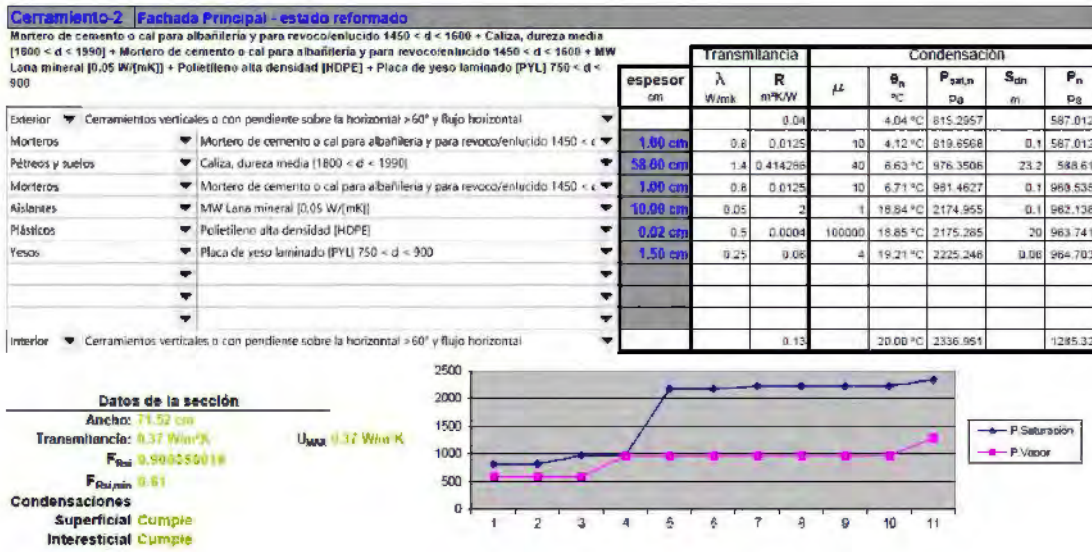 Cerramiento-2 Fachada Principal - estado reformado
Mortero de cemento o cal para albañilería y para revoco/enlucido 1450 < d < 1600 + Caliza, dureza media
[1800 < d < 1990] + Mortero de cemento o cal para albañilería y para revoco/enlucido 1450 < d < 1600 + MW
Lana mineral [0,05 W/[mK]] + Polietileno alta densidad [HDPE] + Placa de yeso laminado [PYL] 750 < d <
900
Transmitancia Condensación
espesor λ R μ θn Psat,n Sdn Pn
cm W/mk m²K/W ºC Pa m Pa
Exterior Cerramientos verticales o con pendiente sobre la horizontal >60° y flujo horizontal 0.04 4.04 ºC 815.2957 587.012
Morteros Mortero de cemento o cal para albañilería y para revoco/enlucido 1450 < c 1.00 cm 0.8 0.0125 10 4.12 ºC 819.6568 0.1 587.012
Pétreos y suelos Caliza, dureza media (1800 < d < 1990) 58.00 cm 1.4 0.414286 40 6.63 ºC 976.3506 23.2 588.61
Morteros Mortero de cemento o cal para albañilería y para revoco/enlucido 1450 < c 1.00 cm 0.8 0.0125 10 6.71 ºC 981.4627 0.1 960.535
Aislantes MW Lana mineral [0.05 W/[mK]] 10.00 cm 0.05 2 1 18.84 ºC 2174.955 0.1 962.138
Plásticos Polietileno alta densidad [HDPE] 0.02 cm 0.5 0.0004 100000 18.85 ºC 2175.285 20 963.741
Yesos Placa de yeso laminado [PYL] 750 < d < 900 1.50 cm 0.25 0.06 4 19.21 ºC 2225.246 0.06 964.703
Interior Cerramientos verticales o con pendiente sobre la horizontal >60° y flujo horizontal 0.13 20.00 ºC 2336.951 1285.32
Datos de la sección
Ancho: 71.52 cm
Transmitancia: 0.37 W/m²K UMAX 0.37 W/m²K
FRsi 0.908350018
FRsi,min 0.61
Condensaciones
Superficial Cumple
Interesticial Cumple
2500
2000
1500
1000
500
0
1 2 3 4 5 6 7 8 9 10 11
P.Saturación
P.Vapor